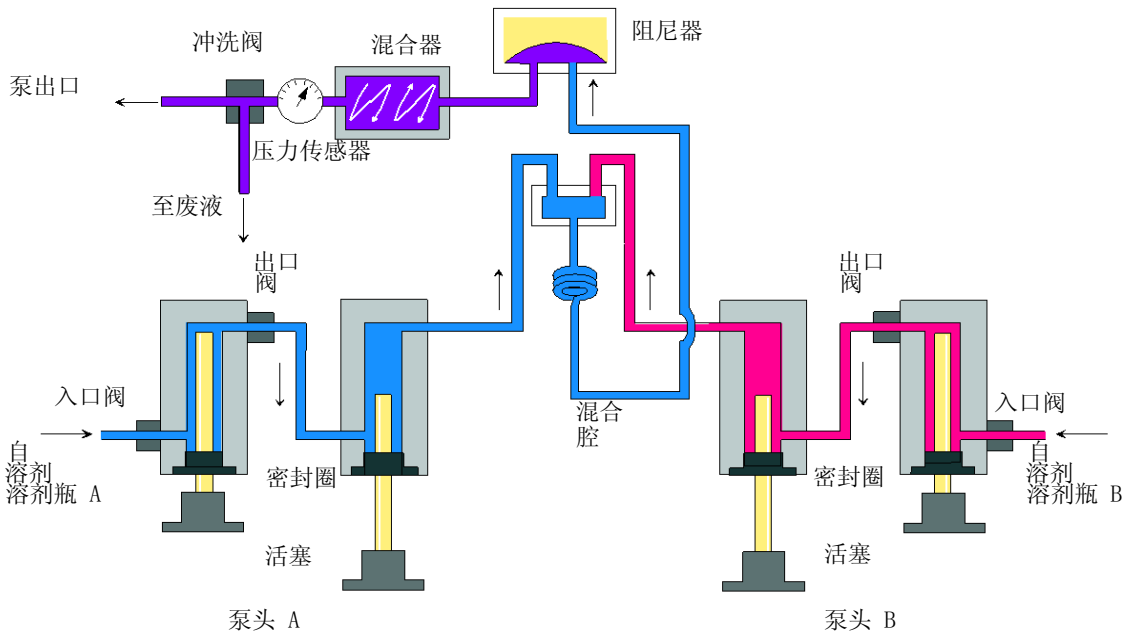 阻尼器
冲洗阀
混合器
泵出口
压力传感器
至废液
出口
阀
出口
阀
入口阀
混合
腔
入口阀
自
溶剂
溶剂瓶 A
密封圈
密封圈
自
溶剂
溶剂瓶 B
活塞
活塞
泵头 A
泵头 B